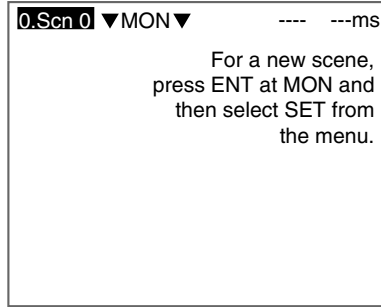 0.Scn 0 ▼MON▼ ---- ---ms
For a new scene,
press ENT at MON and
then select SET from
the menu.